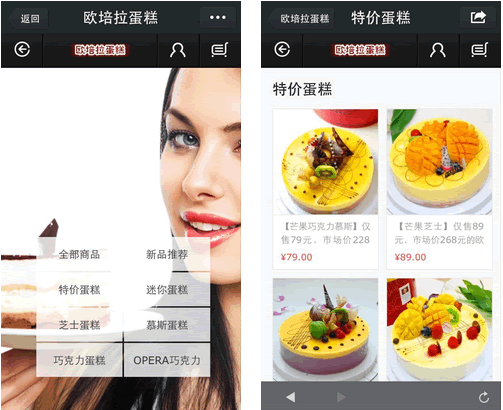 返回
欧培拉蛋糕
欧培拉蛋糕
全部商品
新品推荐
特价蛋糕
迷你蛋糕
芝士蛋糕
慕斯蛋糕
巧克力蛋糕
OPERA巧克力
欧培拉蛋糕
特价蛋糕
欧培拉蛋糕
特价蛋糕
【芒果巧克力慕斯】仅
售79元，市场价228
¥79.00
【芒果芝士】仅售89
元，市场价268元的欧
¥89.00